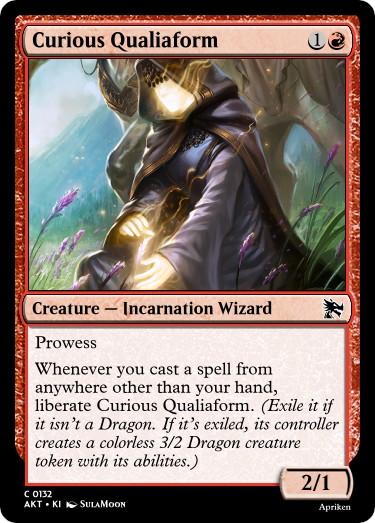 Curious Qualiaform 1
Creature — Incarnation Wizard
Prowess
Whenever you cast a spell from
anywhere other than your hand,
liberate Curious Qualiaform. (Exile it if
it isn't a Dragon. If it's exiled, its controller
creates a colorless 3/2 Dragon creature
token with its abilities.)
2/1
C 0132
AKT • KI SulaMoon
Apriken